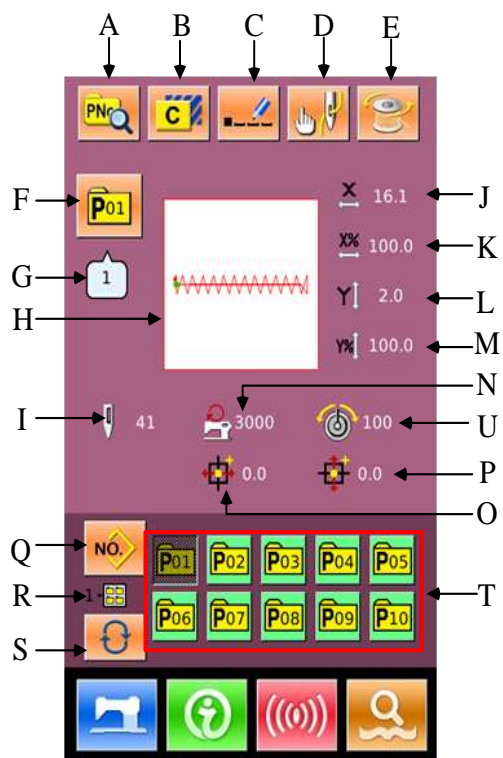 A B C D E
PNo
C
F P01 X 16.1 J
G 1 X% 100.0 K
H Y 2.0 L
Y% 100.0 M
N
I 41 3000 100 U
0.0 0.0 P
O
Q NO. P01 P02 P03 P04 P05
R 1- T
S P06 P07 P08 P09 P10